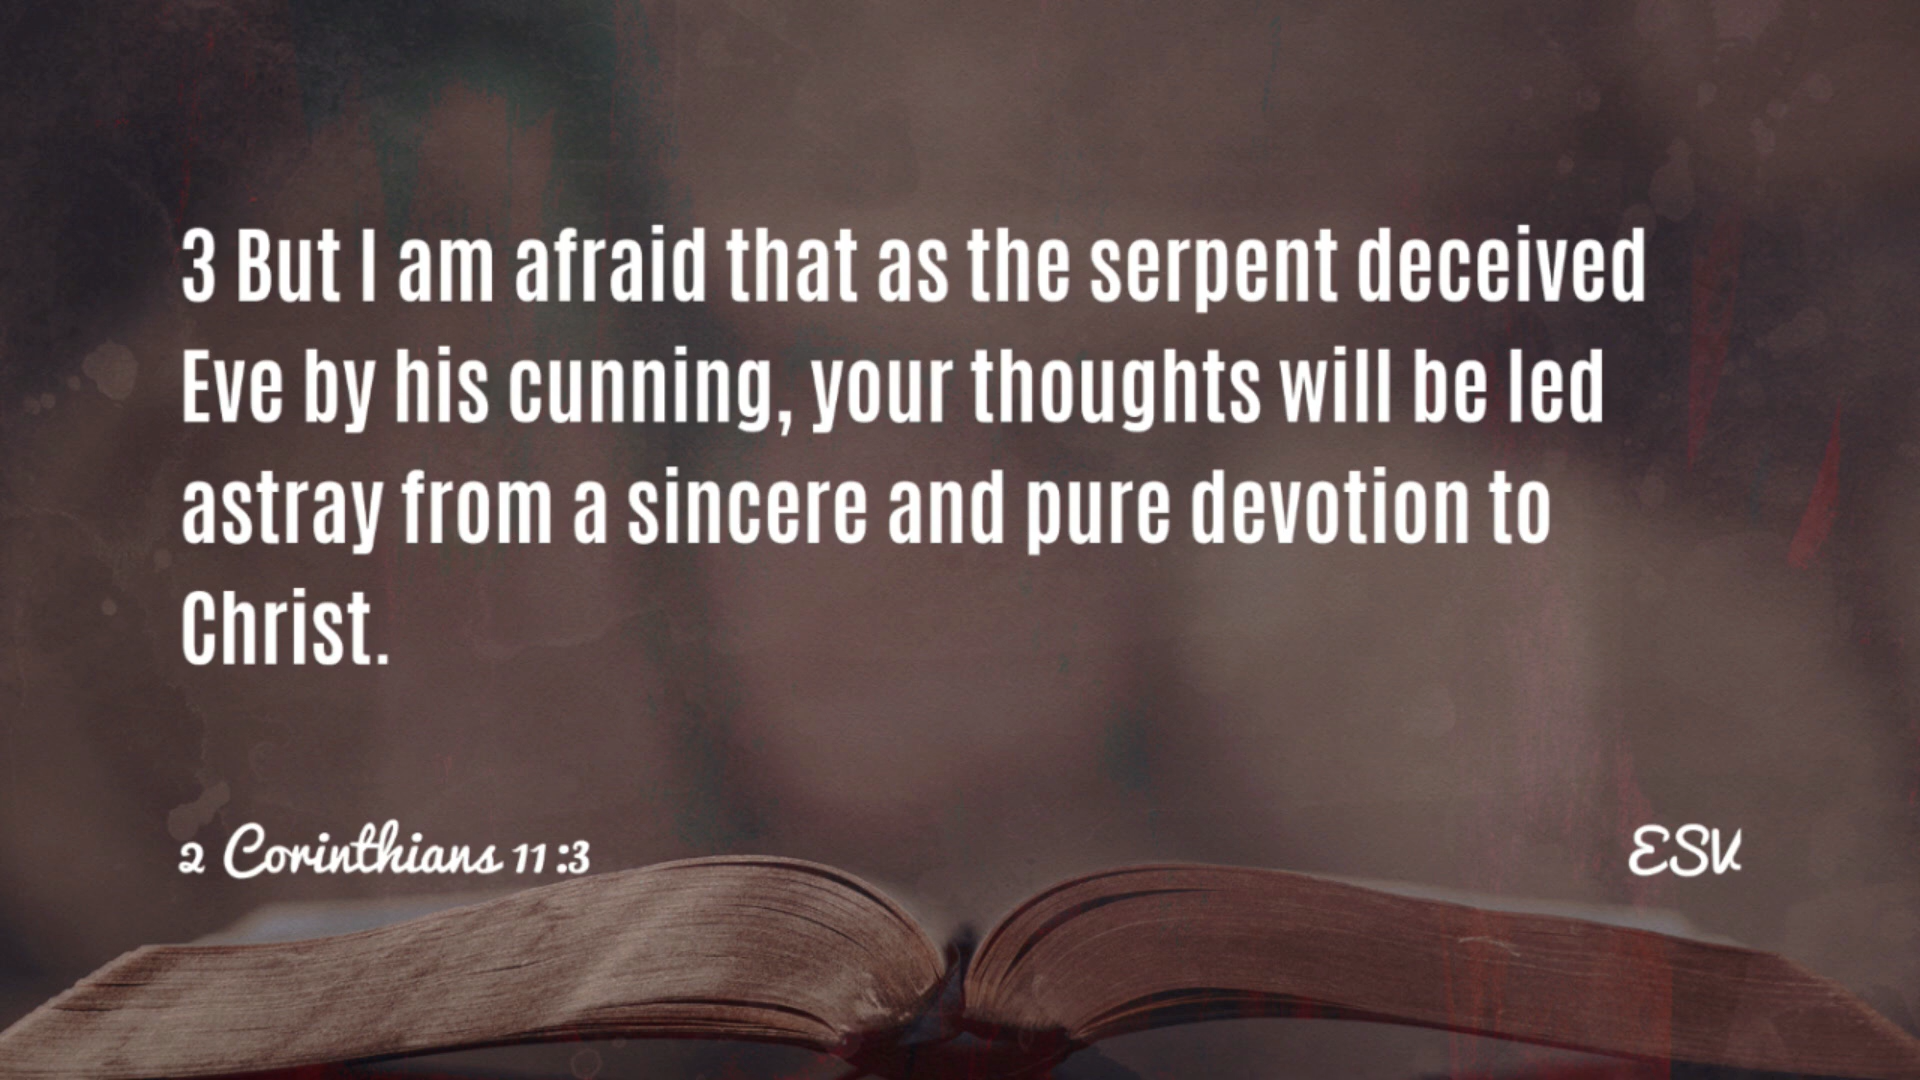 3 But I am afraid that as the serpent deceived
Eve by his cunning, your thoughts will be led
astray from a sincere and pure devotion to
Christ.
2 Corinthians 11:3
ESV